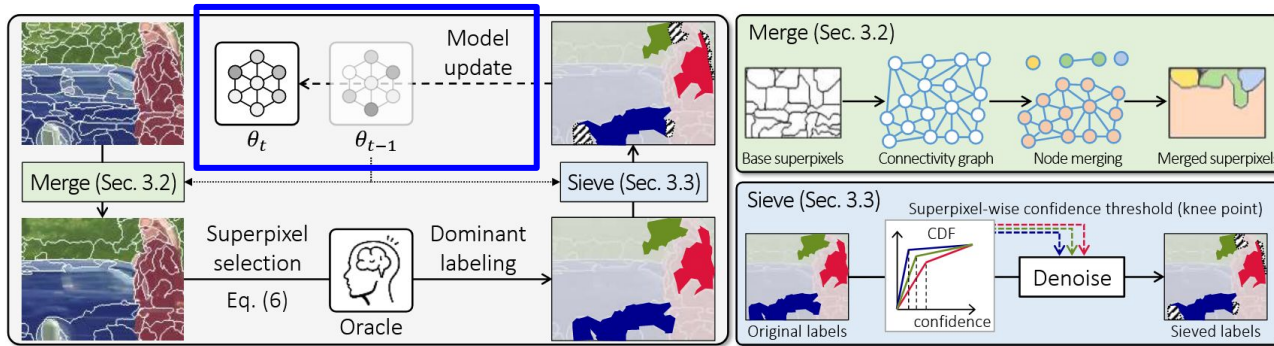 Model
update
θt
θt−1
Merge (Sec. 3.2)
Sieve (Sec. 3.3)
Superpixel
selection
Eq. (6)
Oracle
Dominant
labeling
Merge (Sec. 3.2)
Base superpixels
Connectivity graph
Node merging
Merged superpixel
Sieve (Sec. 3.3)
Superpixel-wise confidence threshold (knee point)
CDF
confidence
Denoise
Original labels
Sieved labels